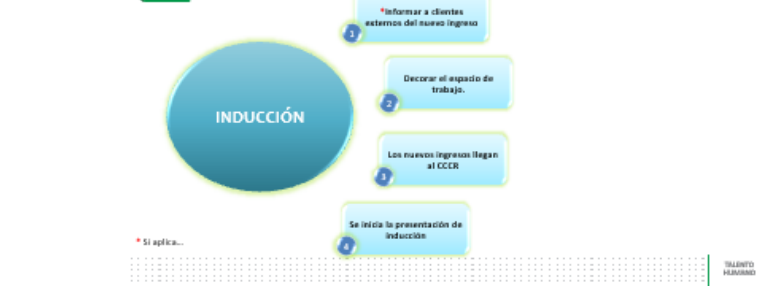 *Informar a clientes
externos del nuevo ingreso
1
Decorar el espacio de
trabajo.
2
INDUCCIÓN
Los nuevos ingresos llegan
al CCCR
3
Se inicia la presentación de
inducción
4
* Si aplica...
TALENTO
HUMANO